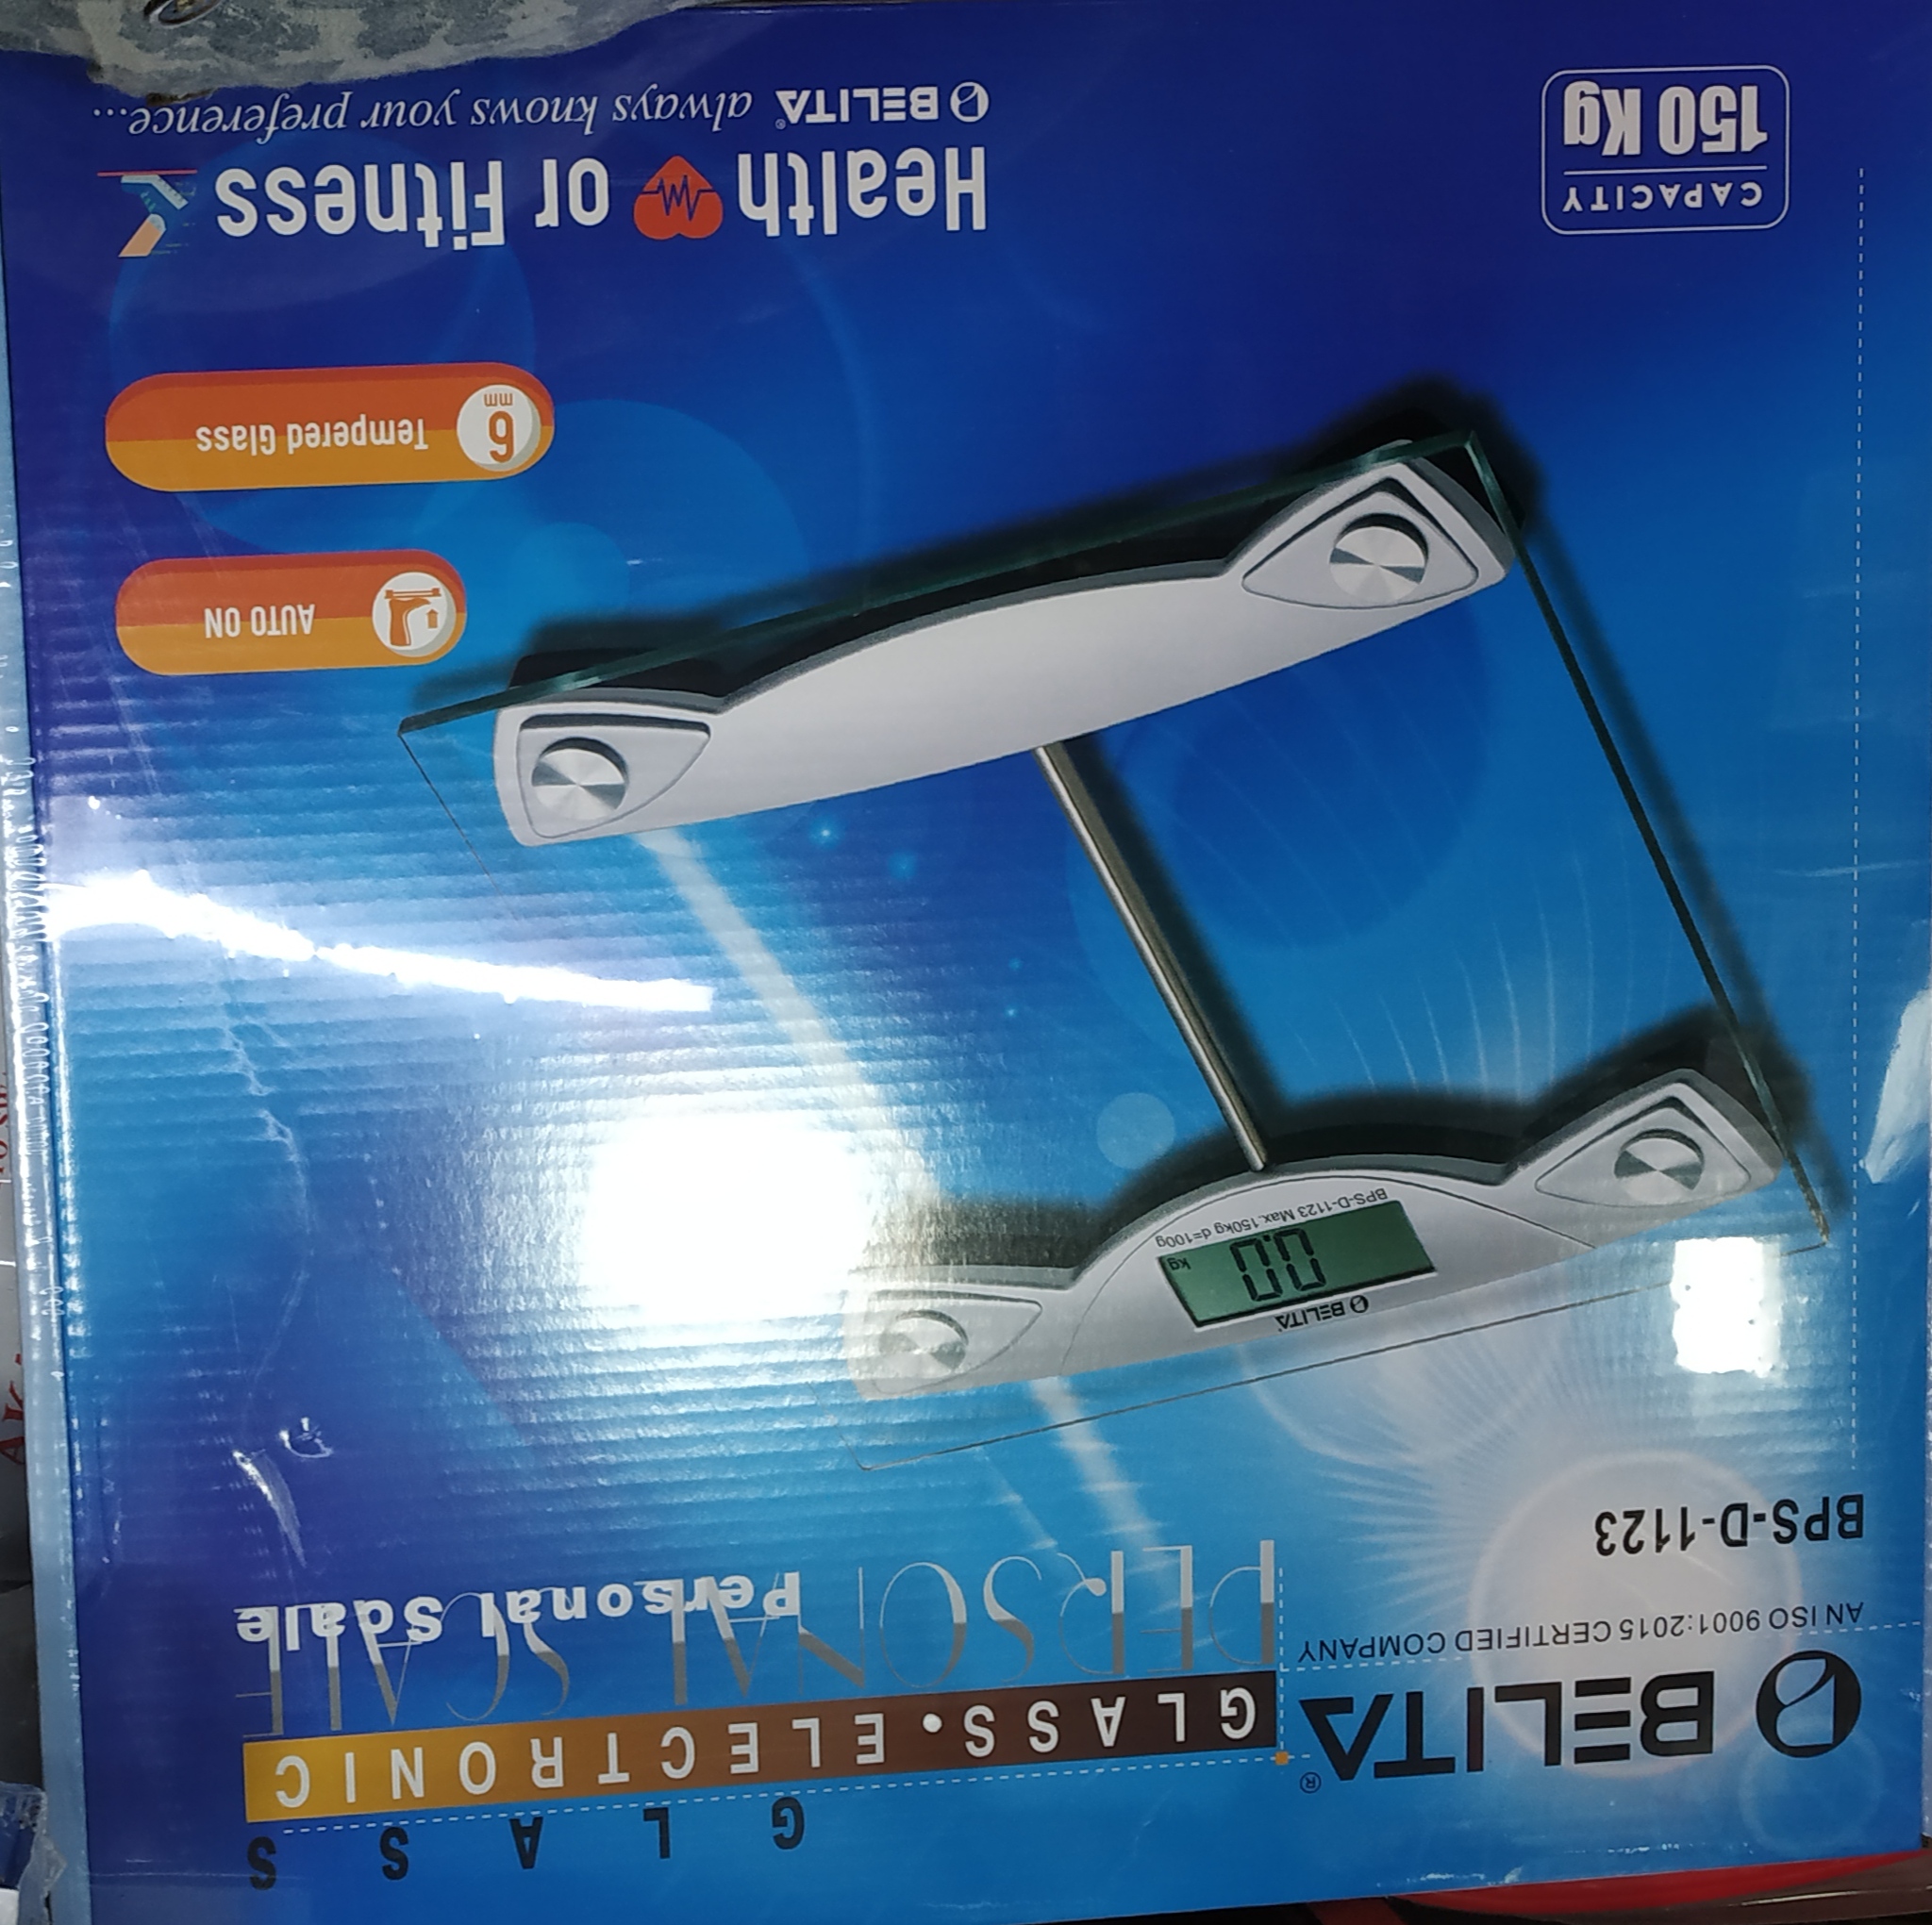 GLASS
BELITA®
GLASS.ELECTRONIC
AN ISO 9001:2015 CERTIFIED COMPANY
PERSONAL SCALE
Personal Scale
BPS-D-1123
BELITA
0.0 kg
BPS-D-1123 Max. 150kg d=100g
AUTO ON
6 mm Tempered Glass
CAPACITY
150 Kg
Health or Fitness
BELITA® always knows your preference...